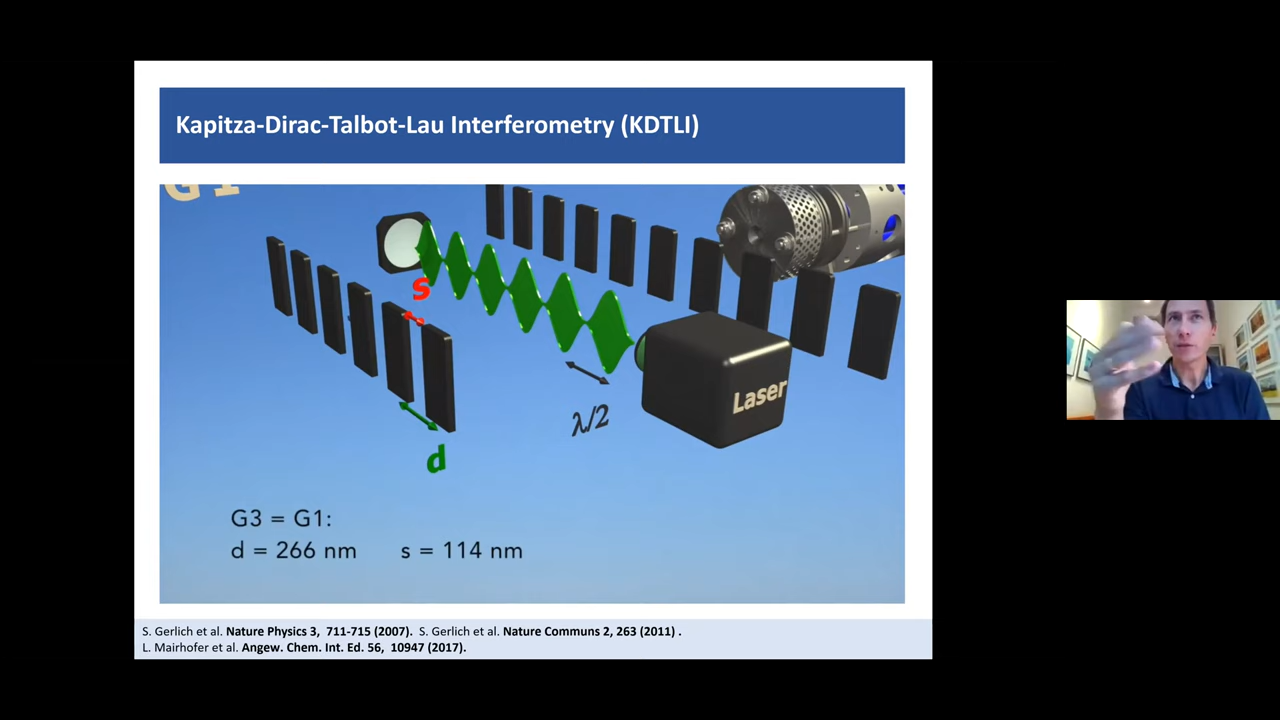 Kapitza-Dirac-Talbot-Lau Interferometry (KDTLI)
G1
s
λ/2
Laser
d
G3 = G1:
d = 266 nm s = 114 nm
S. Gerlich et al. Nature Physics 3, 711-715 (2007). S. Gerlich et al. Nature Communs 2, 263 (2011) .
L. Mairhofer et al. Angew. Chem. Int. Ed. 56, 10947 (2017).